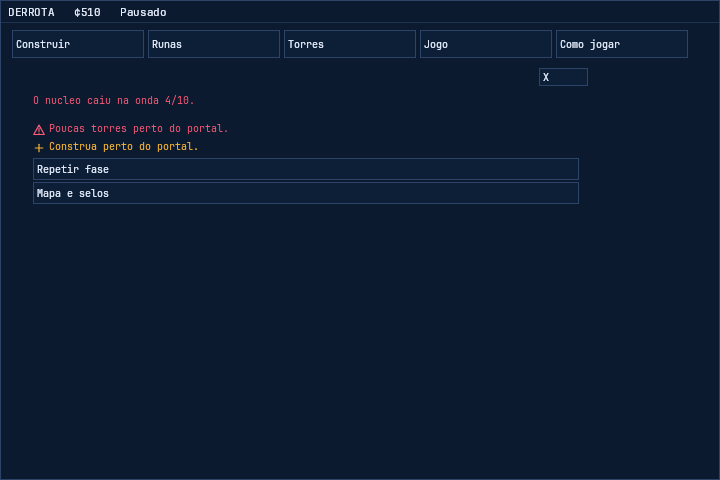 DERROTA ¢510 Pausado
Construir Runas Torres Jogo Como jogar
X
O nucleo caiu na onda 4/10.
Poucas torres perto do portal.
Construa perto do portal.
Repetir fase
Mapa e selos